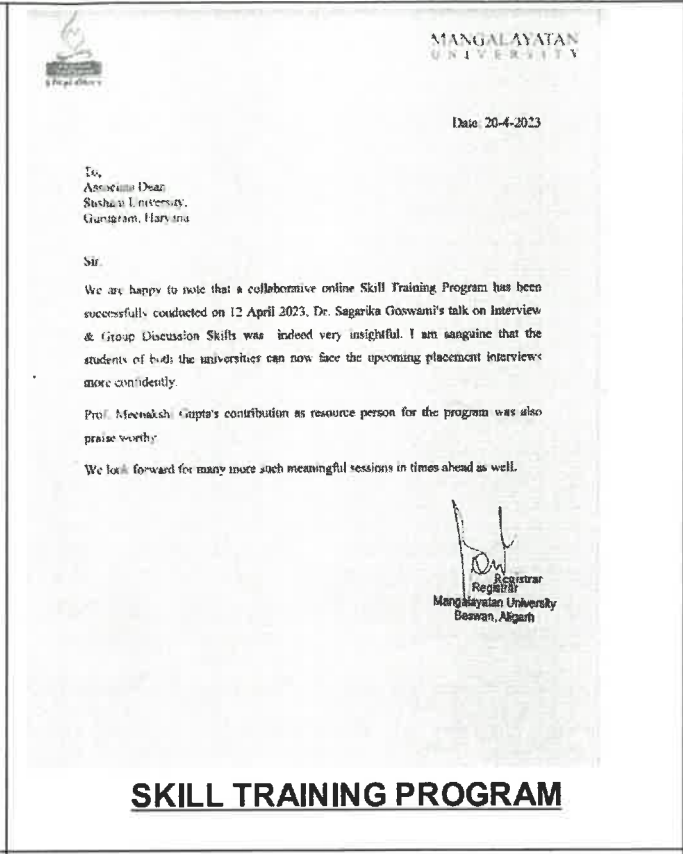 MANGALAYATAN
UNIVERSITY
Date 20-4-2023
To,
Associate Dean
Sushant University,
Gurugram, Haryana
Sir,
We are happy to note that a collaborative online Skill Training Program has been
successfully conducted on 12 April 2023. Dr. Sagarika Goswami's talk on Interview
& Group Discussion Skills was indeed very insightful. I am sanguine that the
students of both the universities can now face the upcoming placement interviews
more confidently.
Prof. Meenakshi Gupta's contribution as resource person for the program was also
praise worthy
We look forward for many more such meaningful sessions in times ahead as well.
Registrar
Registrar
Mangalayatan University
Beswan, Aligarh
SKILL TRAINING PROGRAM